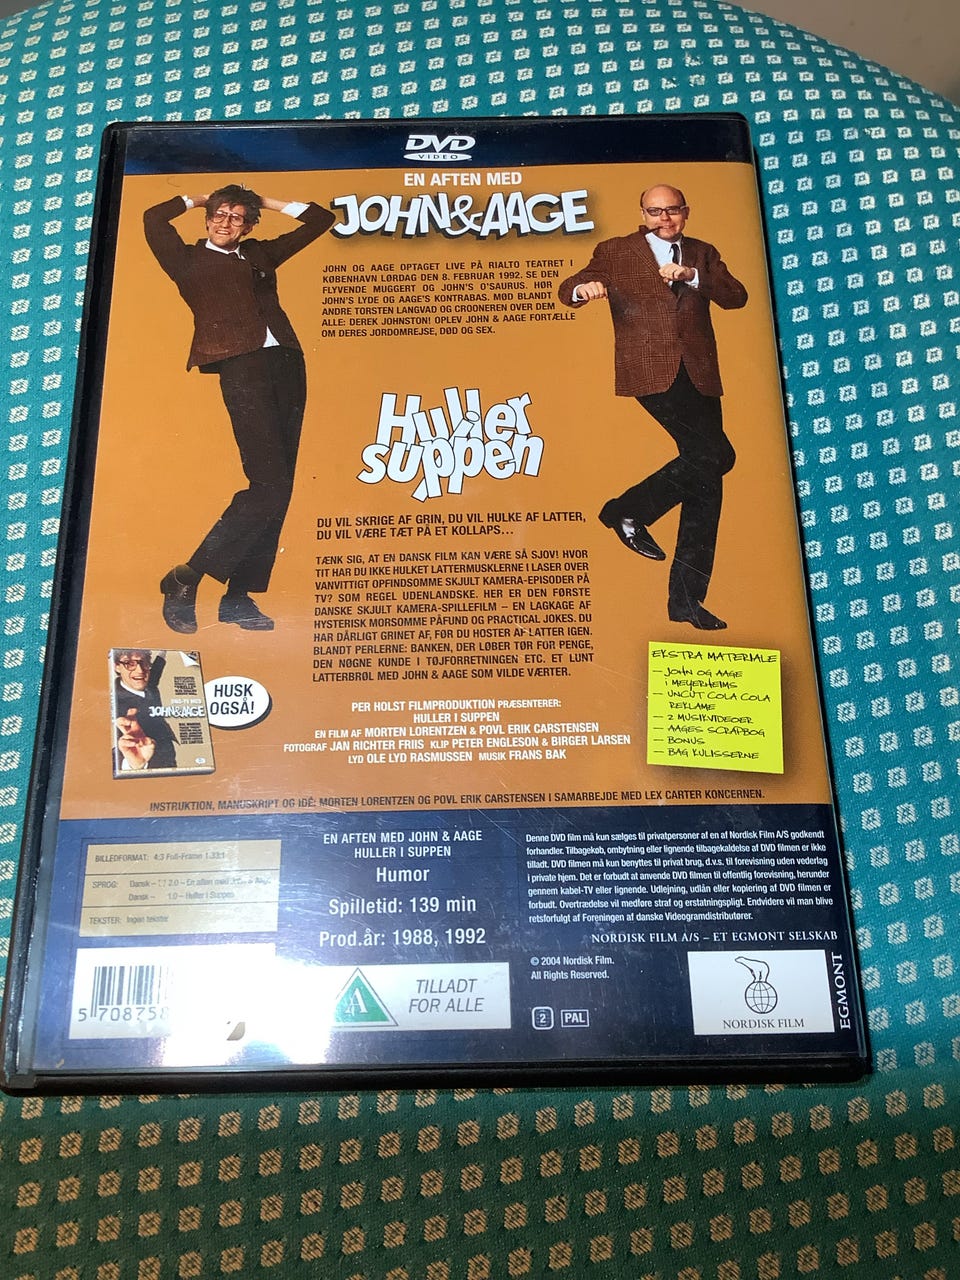 DVD
VIDEO
EN AFTEN MED
JOHN&AAGE
JOHN OG AAGE OPTAGET LIVE PÅ RIALTO TEATRET I
KØBENHAVN LØRDAG DEN 8. FEBRUAR 1992. SE DEN
FLYVENDE MUGGERT OG JOHN'S O'SAURUS. HØR
JOHN'S LYDE OG AAGE'S KONTRABAS. MØD BLANDT
ANDRE TORSTEN LANGVAD OG CROONEREN OVER DEM
ALLE: DEREK JOHNSTON! OPLEV JOHN & AAGE FORTÆLLE
OM DERES JORDOMREJSE, DØD OG SEX.
Huller i
suppen
DU VIL SKRIGE AF GRIN, DU VIL HULKE AF LATTER,
DU VIL VÆRE TÆT PÅ ET KOLLAPS...
TÆNK SIG, AT EN DANSK FILM KAN VÆRE SÅ SJOV! HVOR
TIT HAR DU IKKE HULKET LATTERMUSKLERNE I LASER OVER
VANVITTIGT OPFINDSOMME SKJULT KAMERA-EPISODER PÅ
TV? SOM REGEL UDENLANDSKE. HER ER DEN FØRSTE
DANSKE SKJULT KAMERA-SPILLEFILM – EN LAGKAGE AF
HYSTERISK MORSOMME PÅFUND OG PRACTICAL JOKES. DU
HAR DÅRLIGT GRINET AF, FØR DU HOSTER AF LATTER IGEN.
BLANDT PERLERNE: BANKEN, DER LØBER TØR FOR PENGE,
DEN NØGNE KUNDE I TØJFORRETNINGEN ETC. ET LUNT
LATTERBRØL MED JOHN & AAGE SOM VILDE VÆRTER.
JOHN&AAGE
HUSK
OGSÅ!
EKSTRA MATERIALE
– JOHN OG AAGE
I MEYERHEIMS
– UNCUT COLA COLA
REKLAME
– 2 MUSIKVIDEOER
– AAGES SCRAPBOG
– BONUS
– BAG KULISSERNE
PER HOLST FILMPRODUKTION PRÆSENTERER:
HULLER I SUPPEN
EN FILM AF MORTEN LORENTZEN & POVL ERIK CARSTENSEN
FOTOGRAF JAN RICHTER FRIIS KLIP PETER ENGLESON & BIRGER LARSEN
LYD OLE LYD RASMUSSEN MUSIK FRANS BAK
INSTRUKTION, MANUSKRIPT OG IDÉ: MORTEN LORENTZEN OG POVL ERIK CARSTENSEN I SAMARBEJDE MED LEX CARTER KONCERNEN.
BILLEDFORMAT: 4:3 Full-Frame 1.33:1
SPROG: Dansk – 2.0 – En aften med John & Aage
Dansk – 1.0 – Huller i Suppen
TEKSTER: Ingen tekster
5 708758
EN AFTEN MED JOHN & AAGE
HULLER I SUPPEN
Humor
Spilletid: 139 min
Prod.år: 1988, 1992
A
TILLADT
FOR ALLE
Denne DVD film må kun sælges til privatpersoner af en af Nordisk Film A/S godkendt
forhandler. Tilbagekøb, ombytning eller lignende tilbagekaldelse af DVD filmen er ikke
tilladt. DVD filmen må kun benyttes til privat brug, d.v.s. til forevisning uden vederlag
i private hjem. Det er forbudt at anvende DVD filmen til offentlig forevisning, herunder
gennem kabel-TV eller lignende. Udlejning, udlån eller kopiering af DVD filmen er
forbudt. Overtrædelse vil medføre straf og erstatningspligt. Endvidere vil man blive
retsforfulgt af Foreningen af danske Videogramdistributører.
NORDISK FILM A/S – ET EGMONT SELSKAB
© 2004 Nordisk Film.
All Rights Reserved.
2
PAL
NORDISK FILM
EGMONT